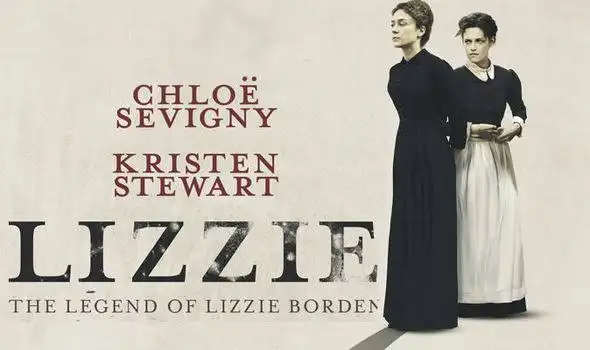 CHLOË
SEVIGNY
KRISTEN
STEWART
LIZZIE
THE LEGEND OF LIZZIE BORDEN